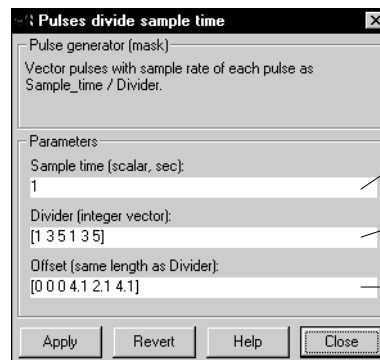 Pulses divide sample time
Pulse generator (mask)
Vector pulses with sample rate of each pulse as
Sample_time / Divider.
Parameters
Sample time (scalar, sec):
1
Divider (integer vector):
[1 3 5 1 3 5]
Offset (same length as Divider):
[0 0 0 4.1 2.1 4.1]
Apply Revert Help Close